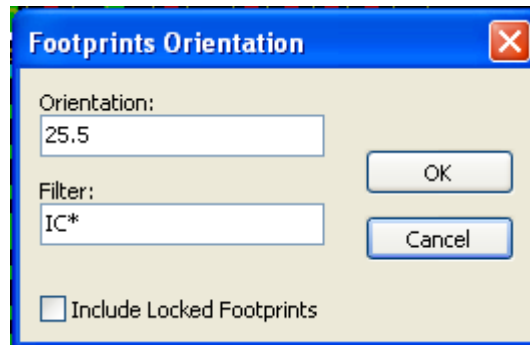 Footprints Orientation
Orientation:
25.5
OK
Filter:
IC*
Cancel
Include Locked Footprints